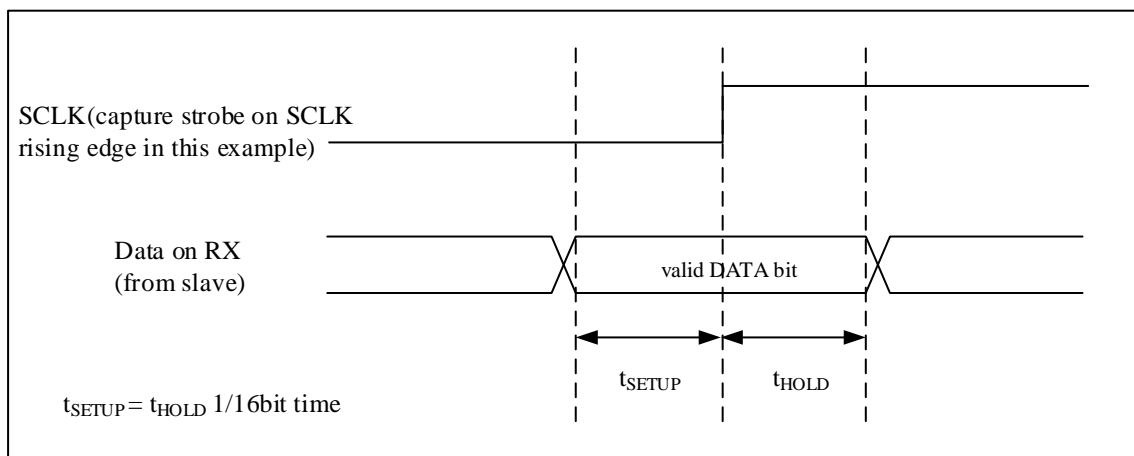 SCLK(capture strobe on SCLK
rising edge in this example)
Data on RX
(from slave)
valid DATA bit
tSETUP
tHOLD
tSETUP= tHOLD 1/16bit time